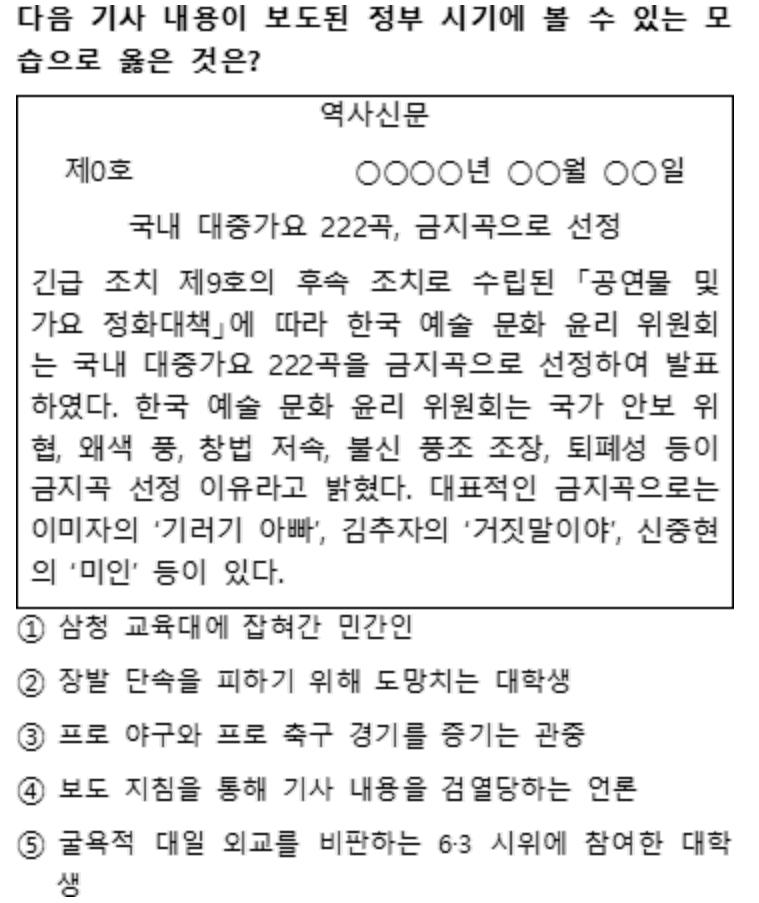 다음 기사 내용이 보도된 정부 시기에 볼 수 있는 모
습으로 옳은 것은?
역사신문
제0호 ○○○○년 ○○월 ○○일
국내 대중가요 222곡, 금지곡으로 선정
긴급 조치 제9호의 후속 조치로 수립된 「공연물 및
가요 정화대책」에 따라 한국 예술 문화 윤리 위원회
는 국내 대중가요 222곡을 금지곡으로 선정하여 발표
하였다. 한국 예술 문화 윤리 위원회는 국가 안보 위
협, 왜색 풍, 창법 저속, 불신 풍조 조장, 퇴폐성 등이
금지곡 선정 이유라고 밝혔다. 대표적인 금지곡으로는
이미자의 ‘기러기 아빠’, 김추자의 ‘거짓말이야’, 신중현
의 ‘미인’ 등이 있다.
① 삼청 교육대에 잡혀간 민간인
② 장발 단속을 피하기 위해 도망치는 대학생
③ 프로 야구와 프로 축구 경기를 증기는 관중
④ 보도 지침을 통해 기사 내용을 검열당하는 언론
⑤ 굴욕적 대일 외교를 비판하는 6·3 시위에 참여한 대학
생